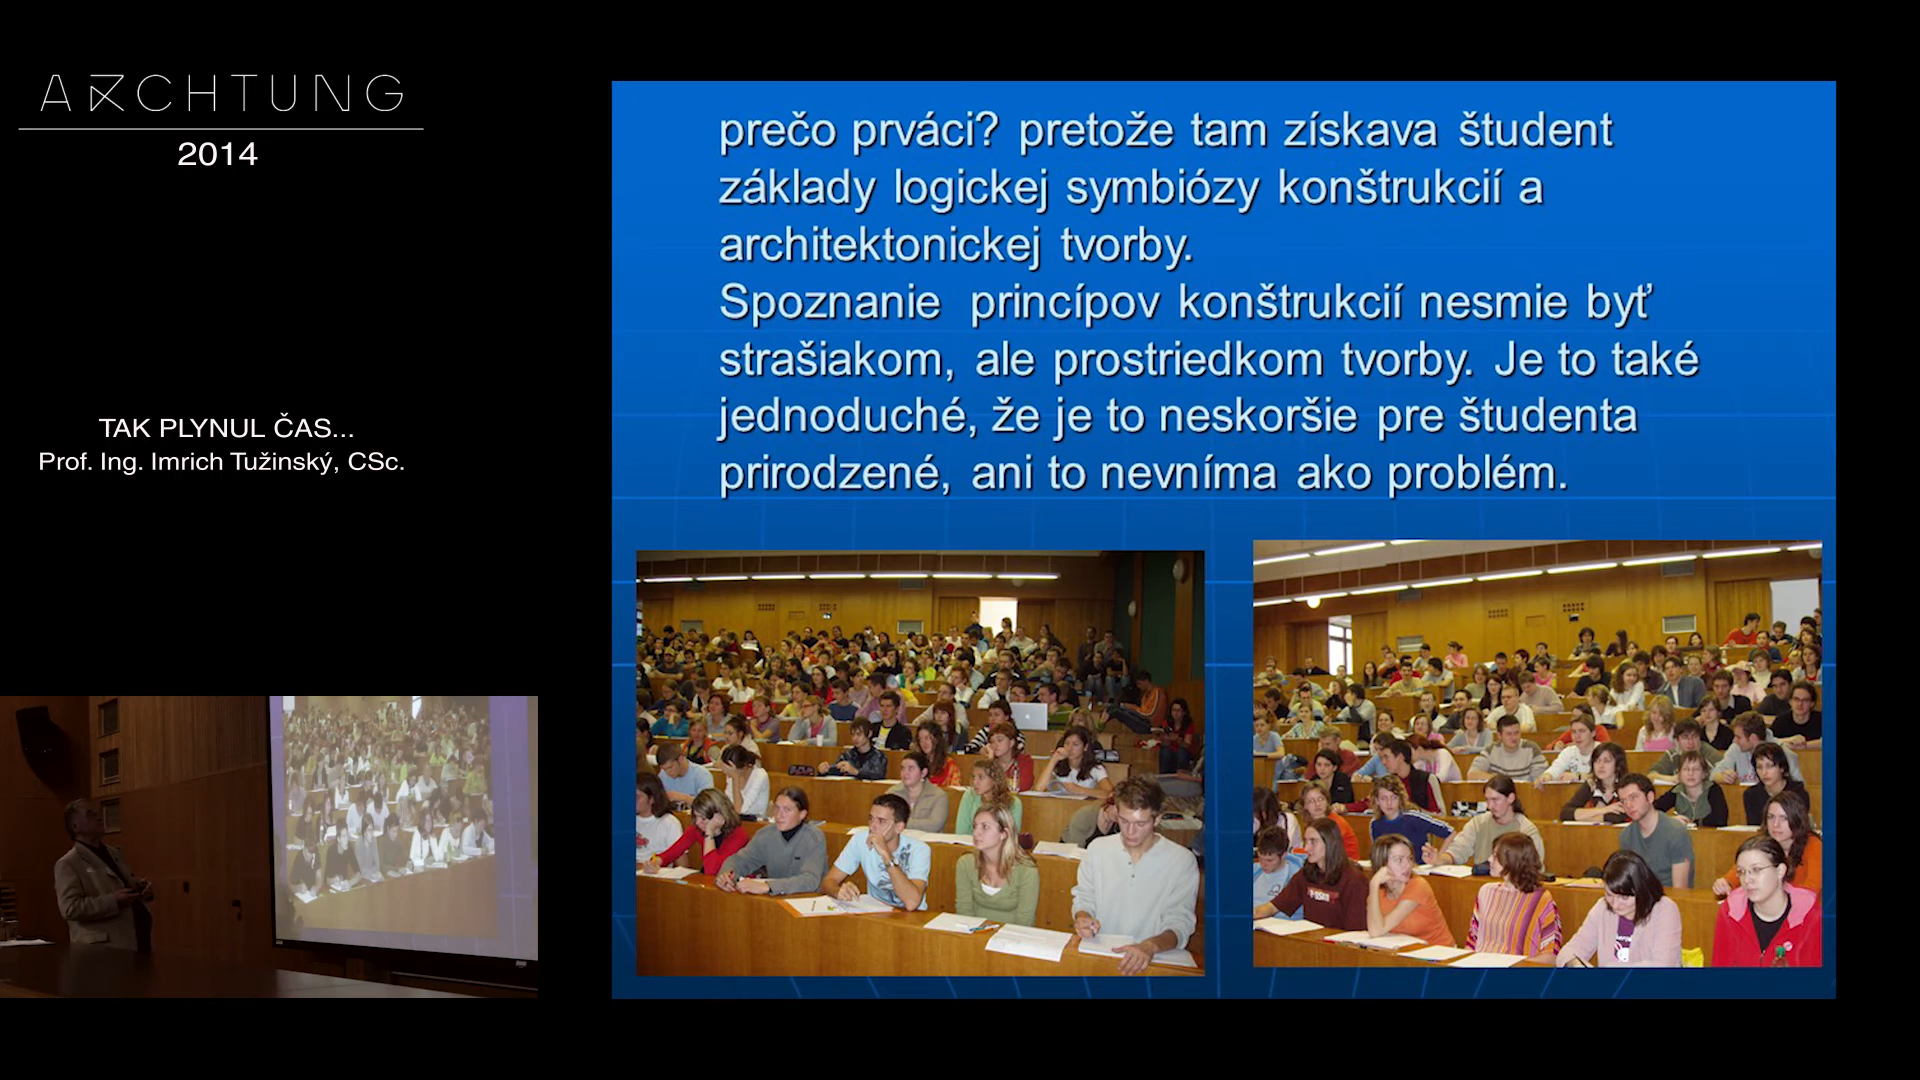 ARCHTUNG
2014
TAK PLYNUL ČAS...
Prof. Ing. Imrich Tužinský, CSc.
prečo prváci? pretože tam získava študent
základy logickej symbiózy konštrukcií a
architektonickej tvorby.
Spoznanie princípov konštrukcií nesmie byť
strašiakom, ale prostriedkom tvorby. Je to také
jednoduché, že je to neskoršie pre študenta
prirodzené, ani to nevníma ako problém.